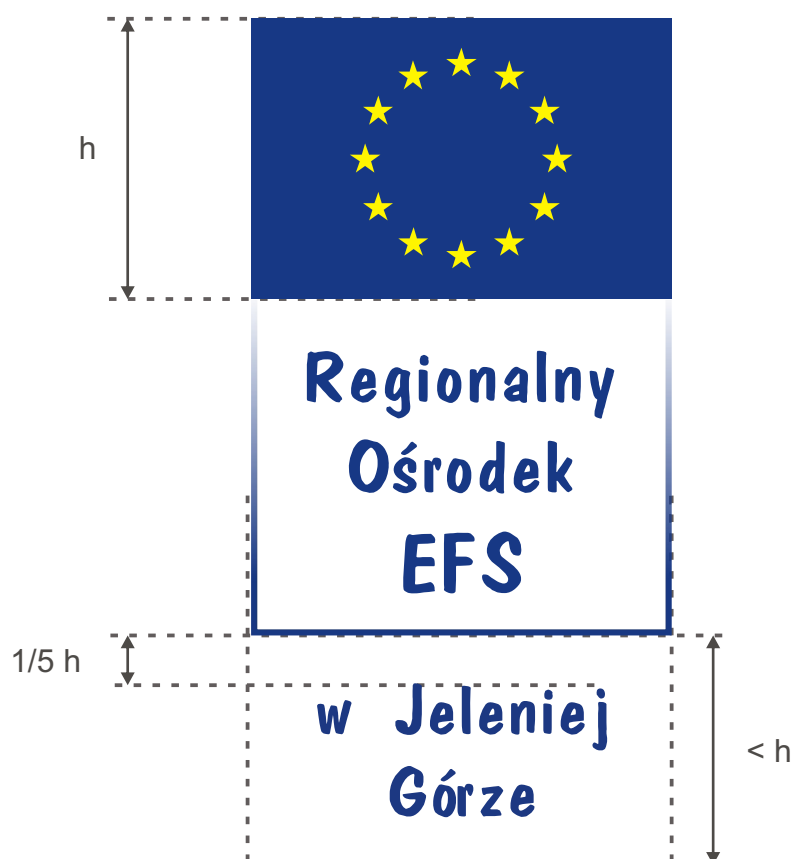 h
Regionalny
Ośrodek
EFS
1/5 h
w Jeleniej
< h
Górze